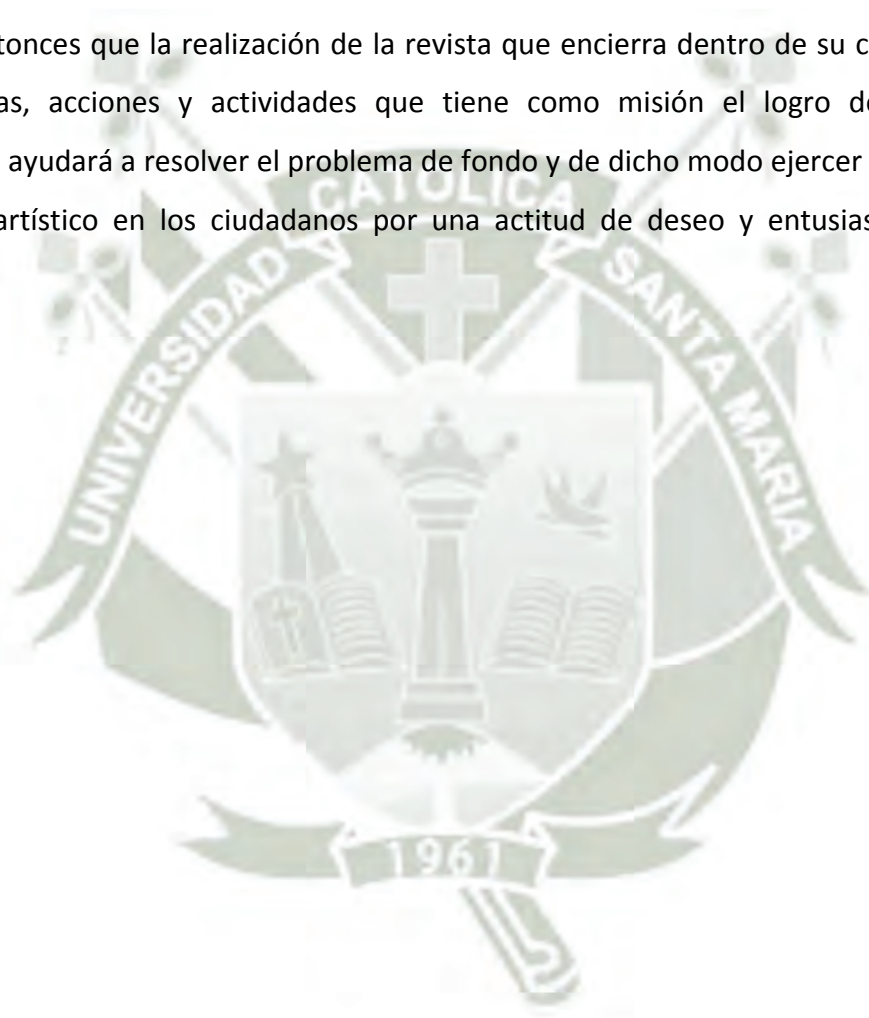 tonces que la realización de la revista que encierra dentro de su c
as, acciones y actividades que tiene como misión el logro de
ayudará a resolver el problema de fondo y de dicho modo ejercer
artístico en los ciudadanos por una actitud de deseo y entusias
CATOLICA
UNIVERSIDAD
SANTA MARIA
1961